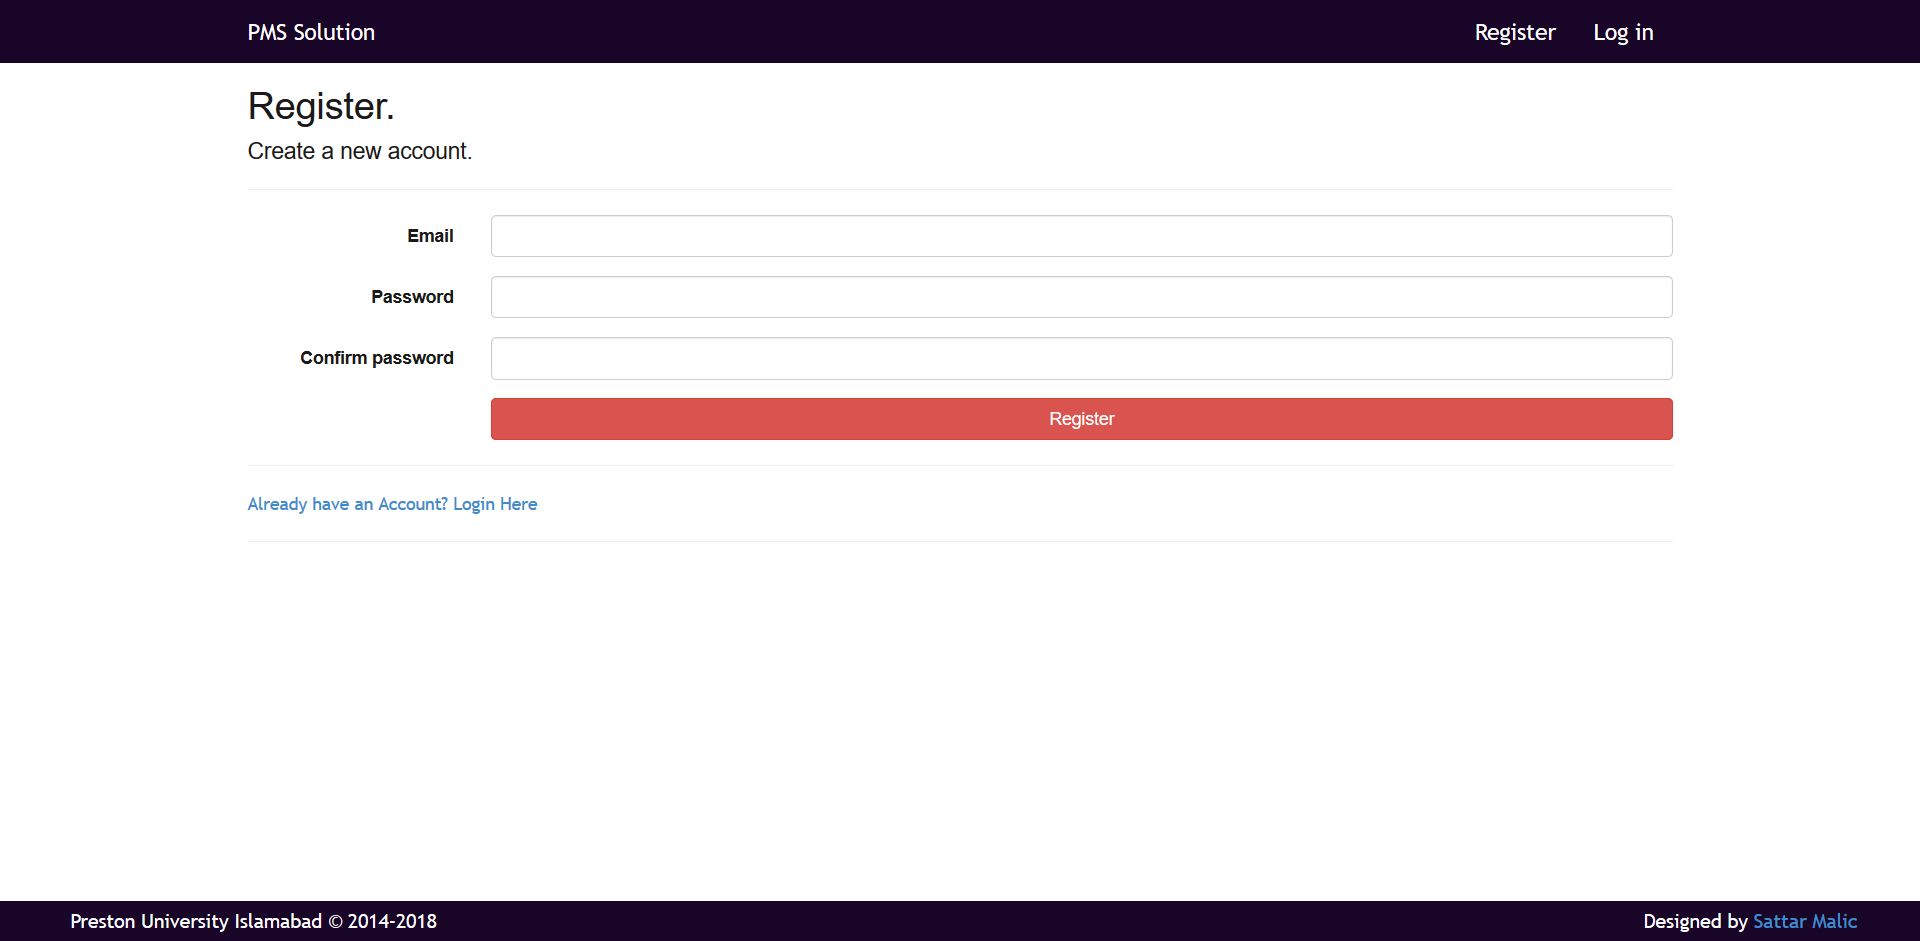 PMS Solution
Register
Log in
Register.
Create a new account.
Email
Password
Confirm password
Register
Already have an Account? Login Here
Preston University Islamabad © 2014-2018
Designed by Sattar Malic